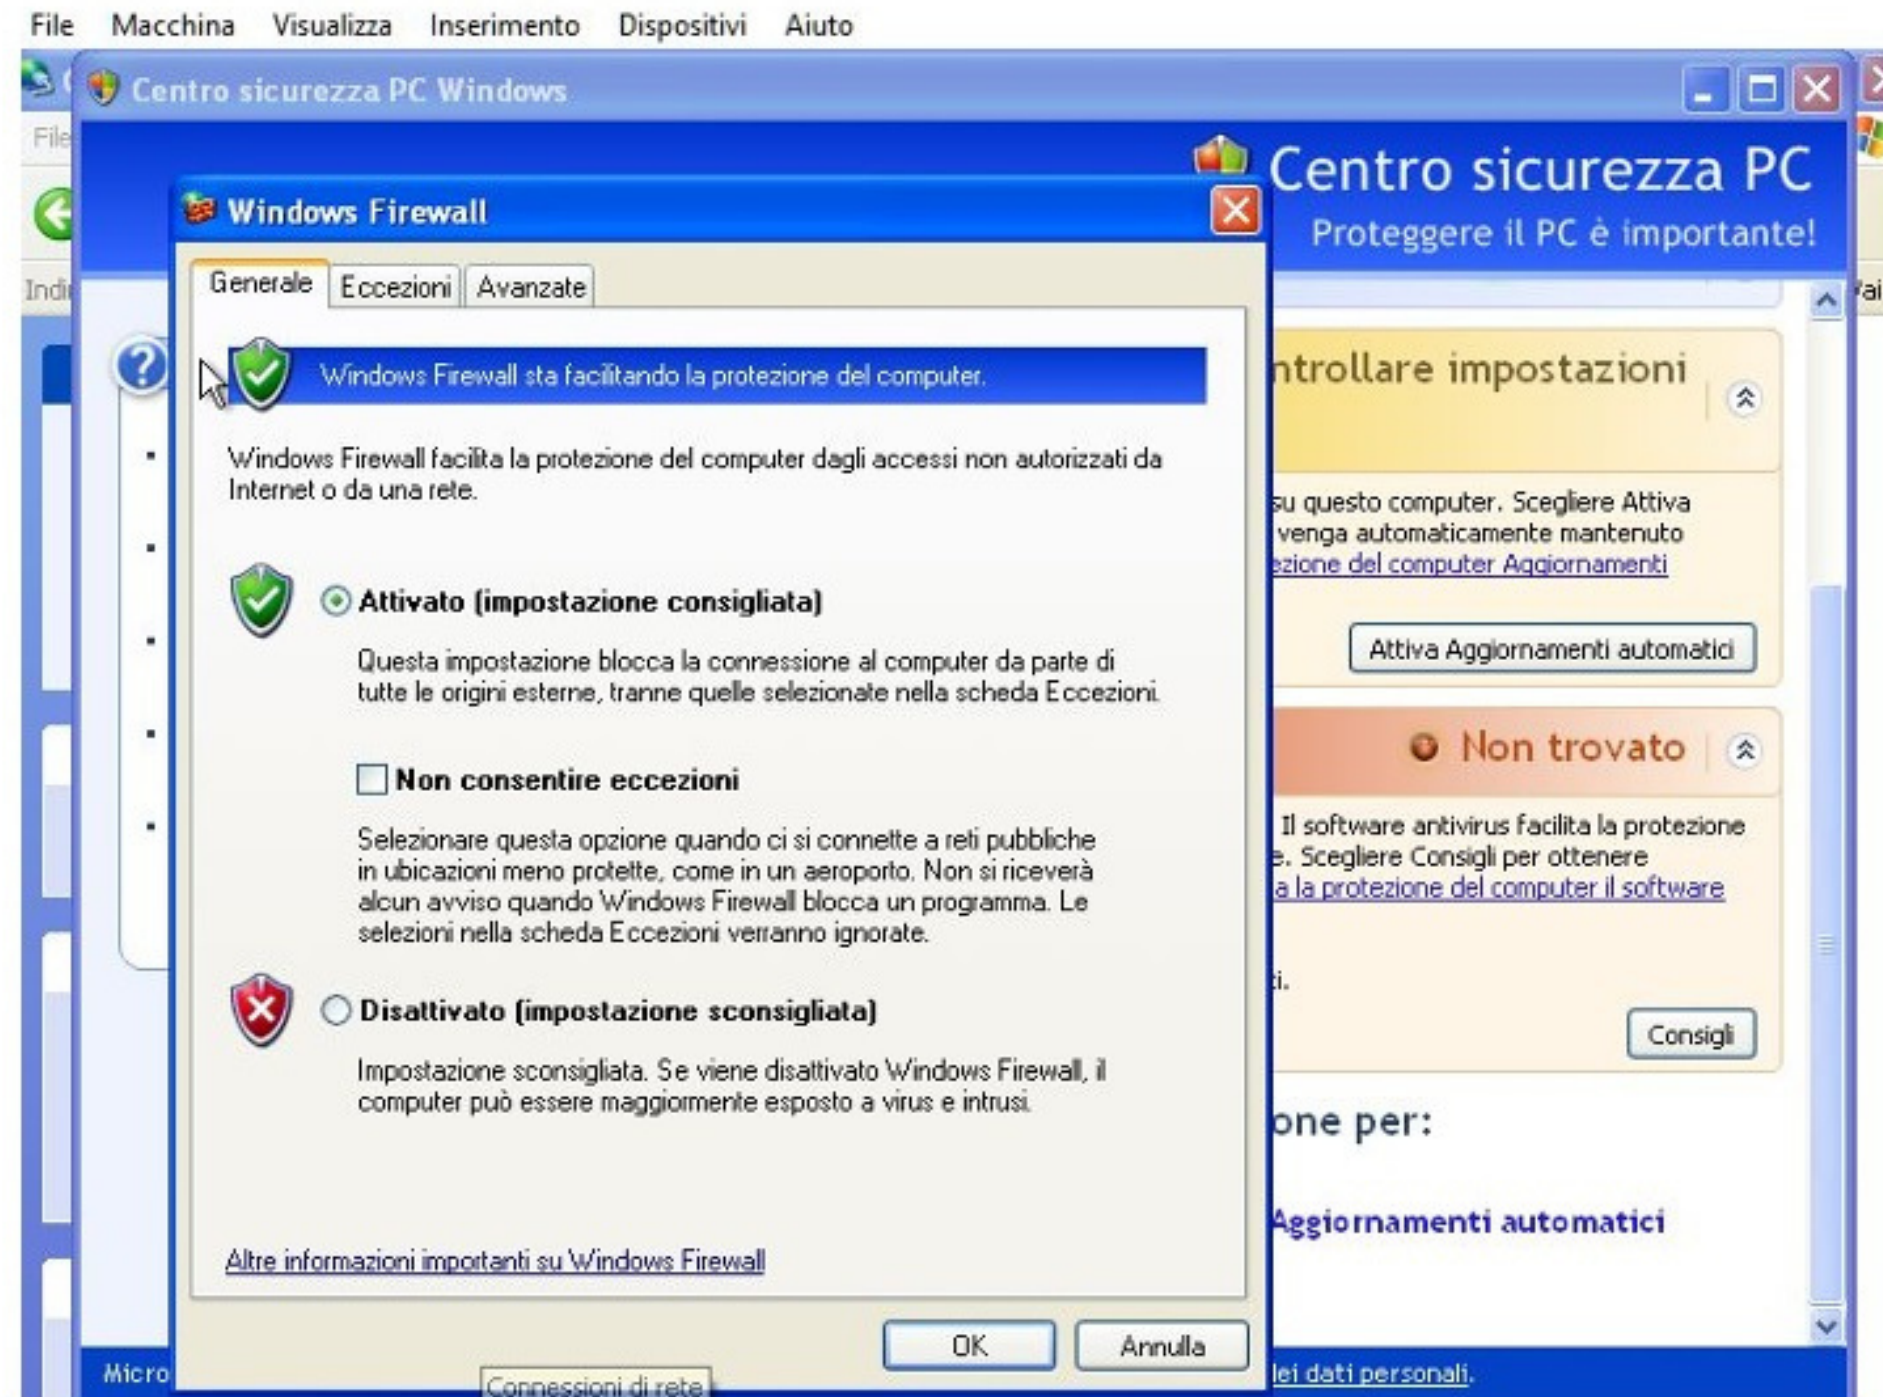 File Macchina Visualizza Inserimento Dispositivi Aiuto
Centro sicurezza PC Windows
File
Centro sicurezza PC
Proteggere il PC è importante!
Windows Firewall
Generale Eccezioni Avanzate
Windows Firewall sta facilitando la protezione del computer.
Windows Firewall facilita la protezione del computer dagli accessi non autorizzati da
Internet o da una rete.
Attivato (impostazione consigliata)
Questa impostazione blocca la connessione al computer da parte di
tutte le origini esterne, tranne quelle selezionate nella scheda Eccezioni.
Non consentire eccezioni
Selezionare questa opzione quando ci si connette a reti pubbliche
in ubicazioni meno protette, come in un aeroporto. Non si riceverà
alcun avviso quando Windows Firewall blocca un programma. Le
selezioni nella scheda Eccezioni verranno ignorate.
Disattivato (impostazione sconsigliata)
Impostazione sconsigliata. Se viene disattivato Windows Firewall, il
computer può essere maggiormente esposto a virus e intrusi.
Altre informazioni importanti su Windows Firewall
OK Annulla
Connessioni di rete
ntrollare impostazioni
su questo computer. Scegliere Attiva
venga automaticamente mantenuto
ezione del computer Aggiornamenti
Attiva Aggiornamenti automatici
Non trovato
Il software antivirus facilita la protezione
e. Scegliere Consigli per ottenere
a la protezione del computer il software
ti.
Consigli
one per:
Aggiornamenti automatici
Micro
lei dati personali.